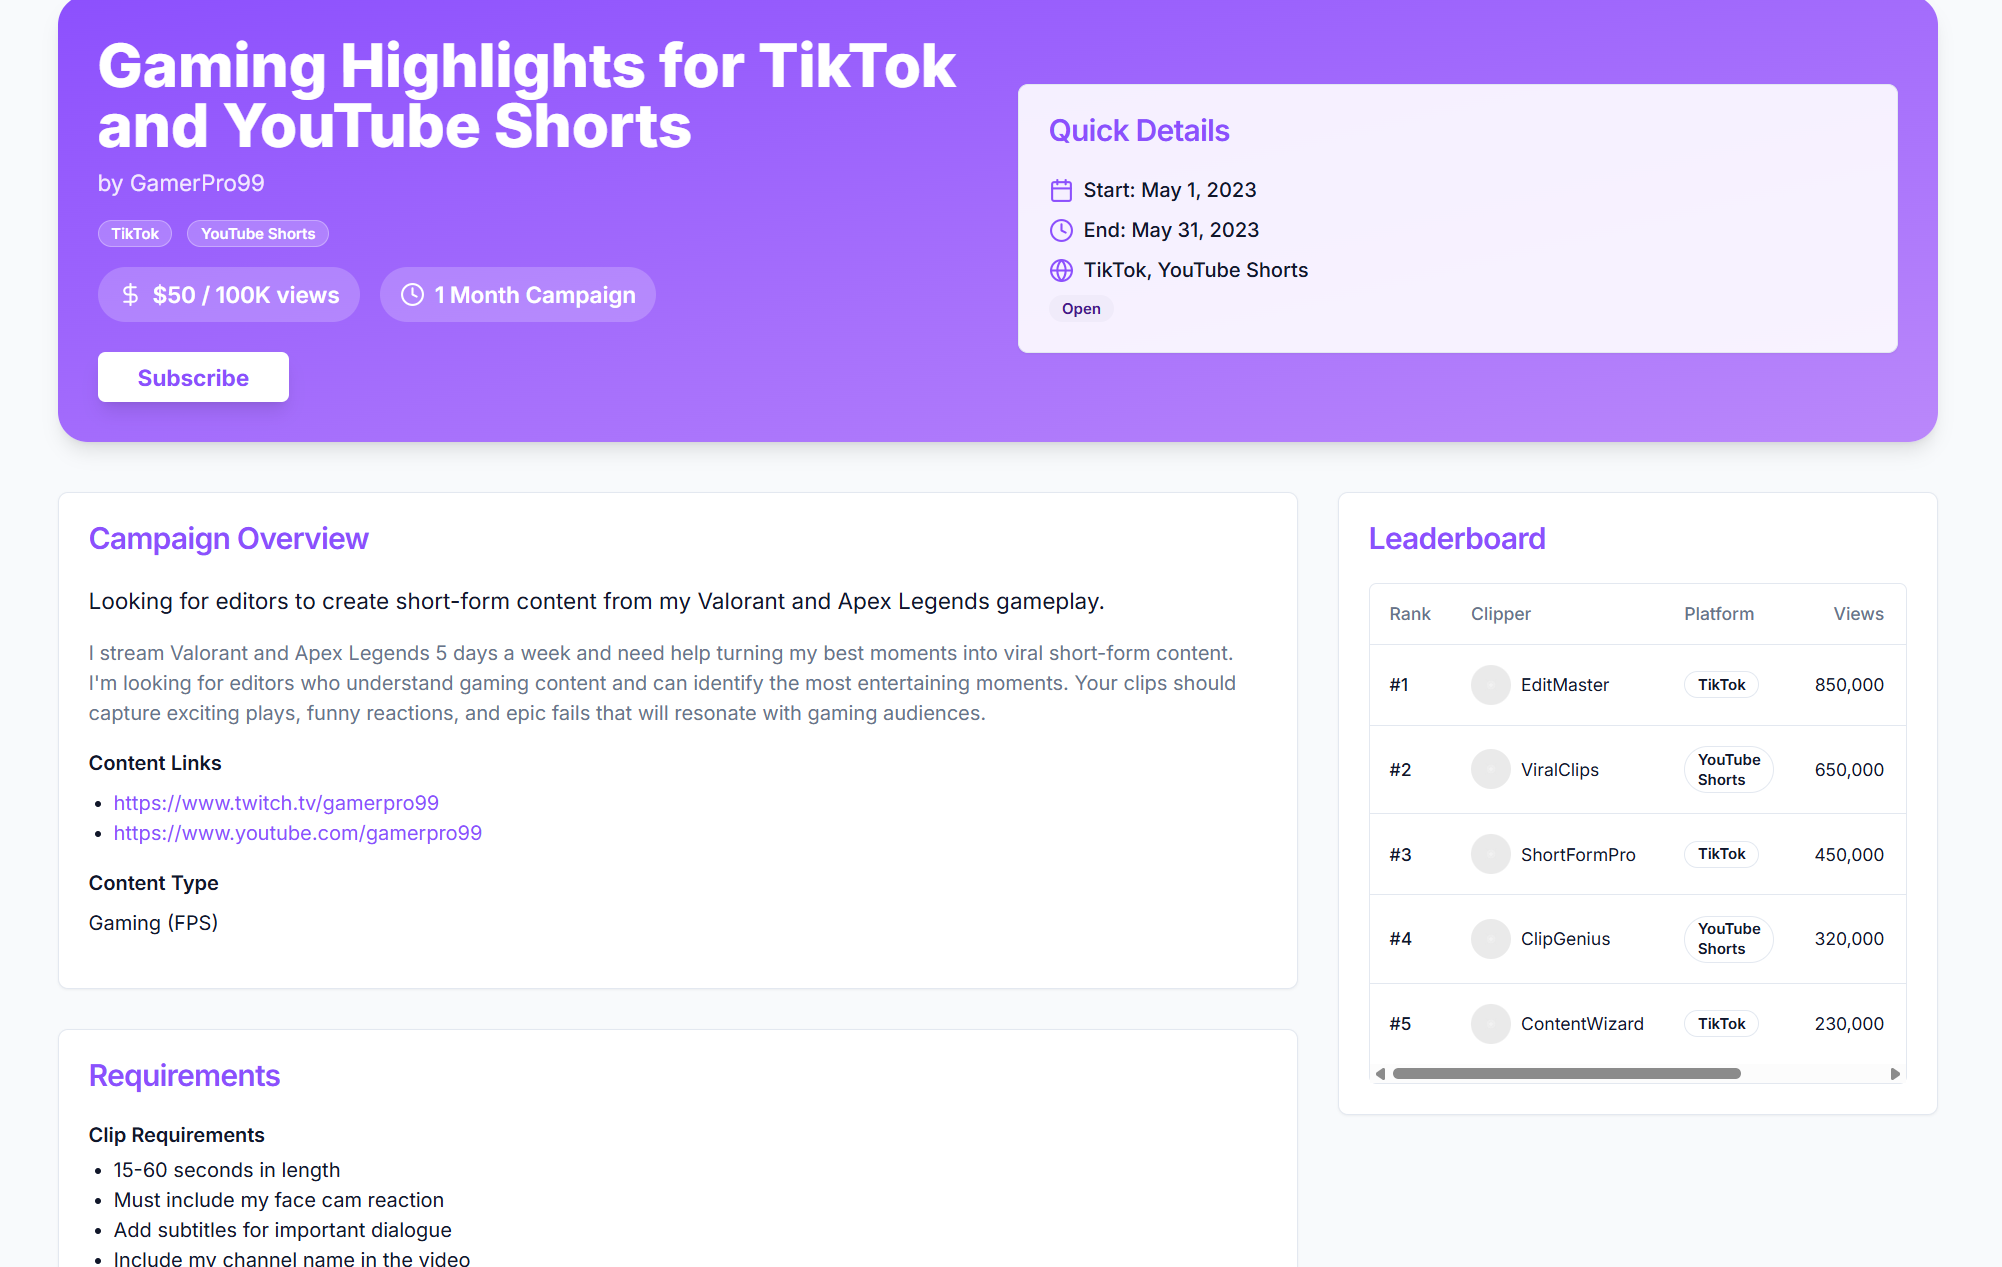 Gaming Highlights for TikTok
and YouTube Shorts
by GamerPro99
TikTok
YouTube Shorts
$50 / 100K views
1 Month Campaign
Subscribe
Quick Details
Start: May 1, 2023
End: May 31, 2023
TikTok, YouTube Shorts
Open
Campaign Overview
Looking for editors to create short-form content from my Valorant and Apex Legends gameplay.
I stream Valorant and Apex Legends 5 days a week and need help turning my best moments into viral short-form content.
I'm looking for editors who understand gaming content and can identify the most entertaining moments. Your clips should
capture exciting plays, funny reactions, and epic fails that will resonate with gaming audiences.
Content Links
• https://www.twitch.tv/gamerpro99
• https://www.youtube.com/gamerpro99
Content Type
Gaming (FPS)
Requirements
Clip Requirements
• 15-60 seconds in length
• Must include my face cam reaction
• Add subtitles for important dialogue
• Include my channel name in the video
Leaderboard
Rank Clipper Platform Views
#1 EditMaster TikTok 850,000
#2 ViralClips YouTube Shorts 650,000
#3 ShortFormPro TikTok 450,000
#4 ClipGenius YouTube Shorts 320,000
#5 ContentWizard TikTok 230,000